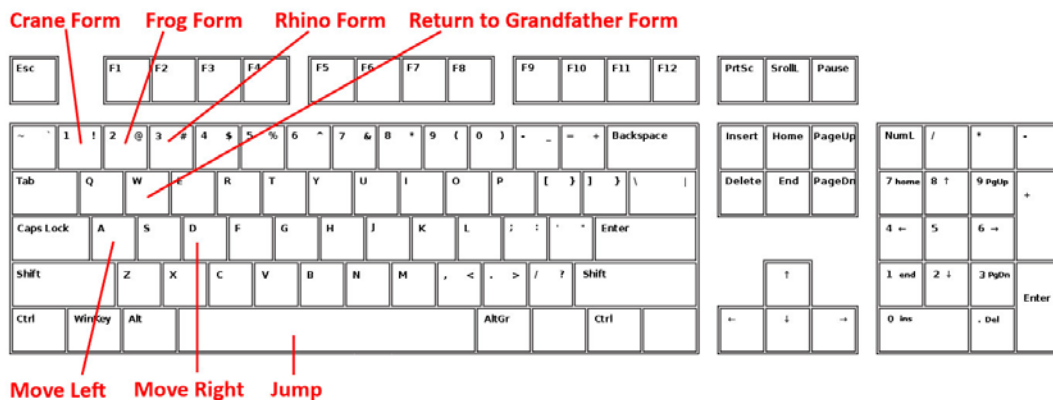 Crane Form Frog Form Rhino Form Return to Grandfather Form
Esc F1 F2 F3 F4 F5 F6 F7 F8 F9 F10 F11 F12 PrtSc SrollL Pause
~ ` 1 ! 2 @ 3 # 4 $ 5 % 6 ^ 7 & 8 * 9 ( 0 ) - _ = + Backspace Insert Home PageUp NumL / * -
Tab Q W E R T Y U I O P [ } ] } \ | Delete End PageDn 7 home 8 ↑ 9 PgUp +
Caps Lock A S D F G H J K L ; : ' " Enter 4 ← 5 6 →
Shift Z X C V B N M , < . > / ? Shift ↑ 1 end 2 ↓ 3 PgDn Enter
Ctrl WinKey Alt AltGr Ctrl ← ↓ → 0 ins . Del
Move Left Move Right Jump